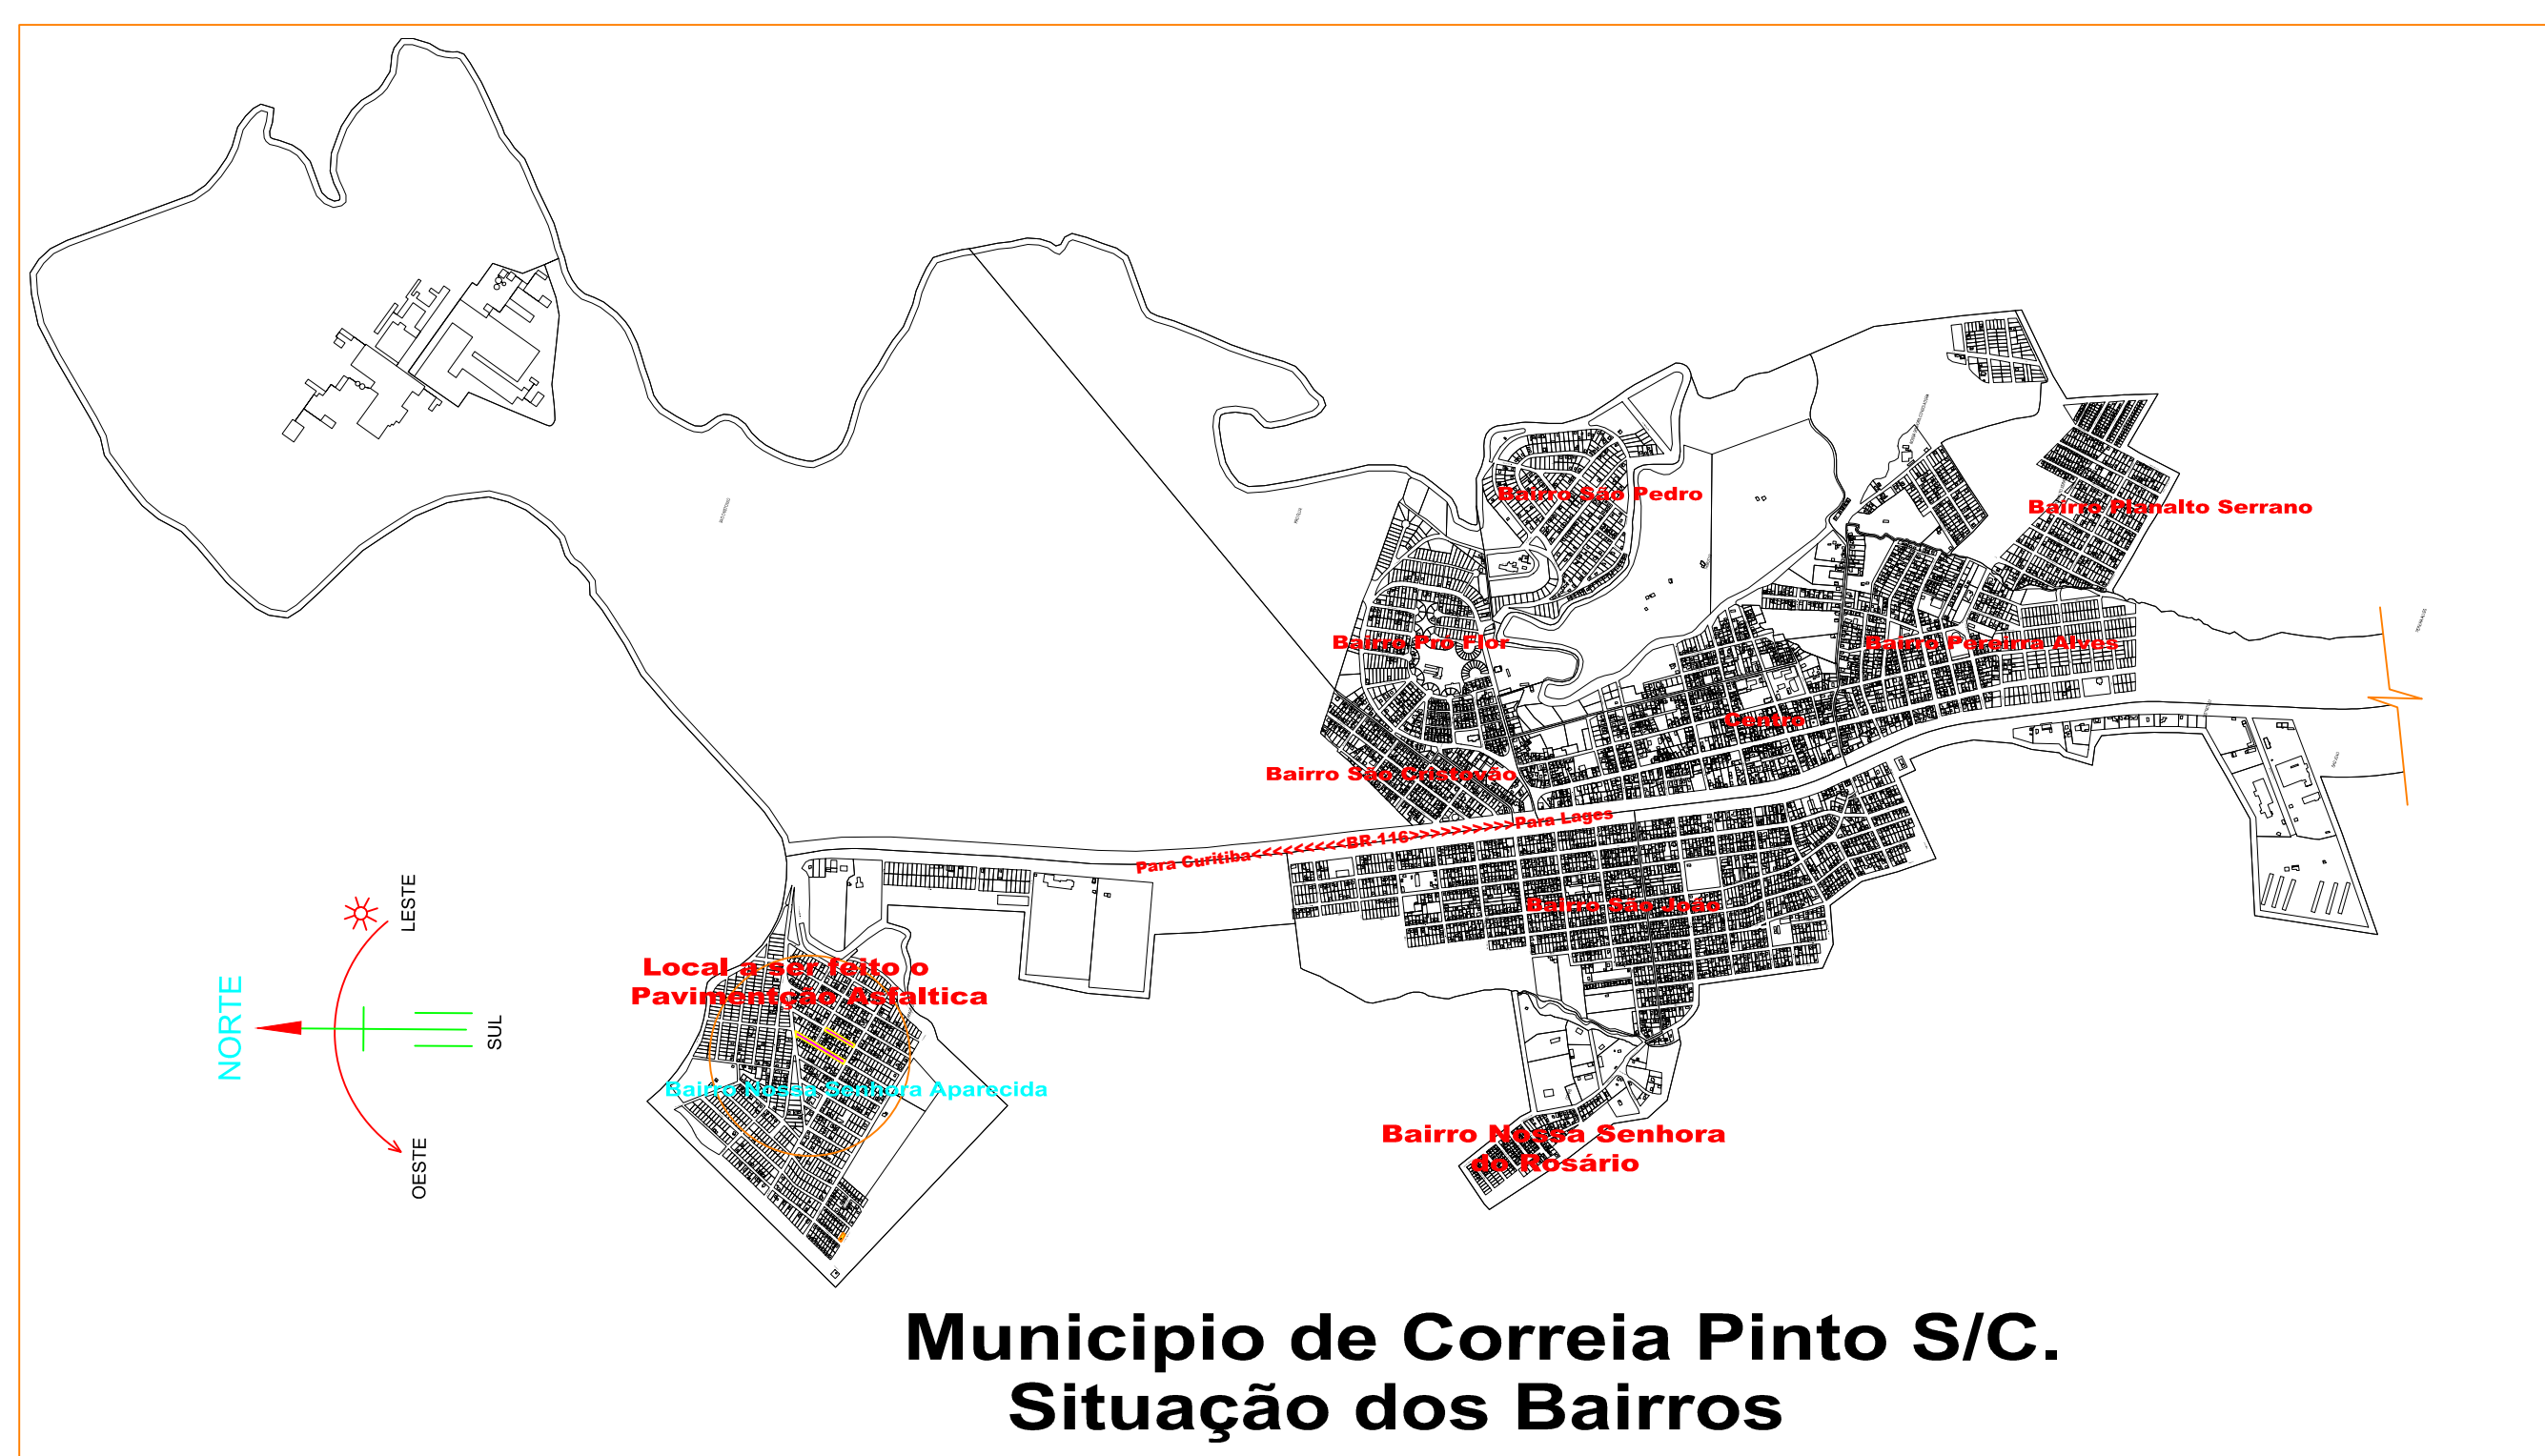 Bairro São Pedro
Bairro Planalto Serrano
Bairro Pró Flor
Bairro Pereirra Alves
Centro
Bairro São Cristovão
Para Curitiba<<<<<<<<<BR-116>>>>>>>>>>Para Lages
Bairro São João
LESTE
NORTE
SUL
OESTE
Local a ser feito o
Pavimentção Asfaltica
Bairro Nossa Senhora Aparecida
Bairro Nossa Senhora
do Rosário
Municipio de Correia Pinto S/C.
Situação dos Bairros